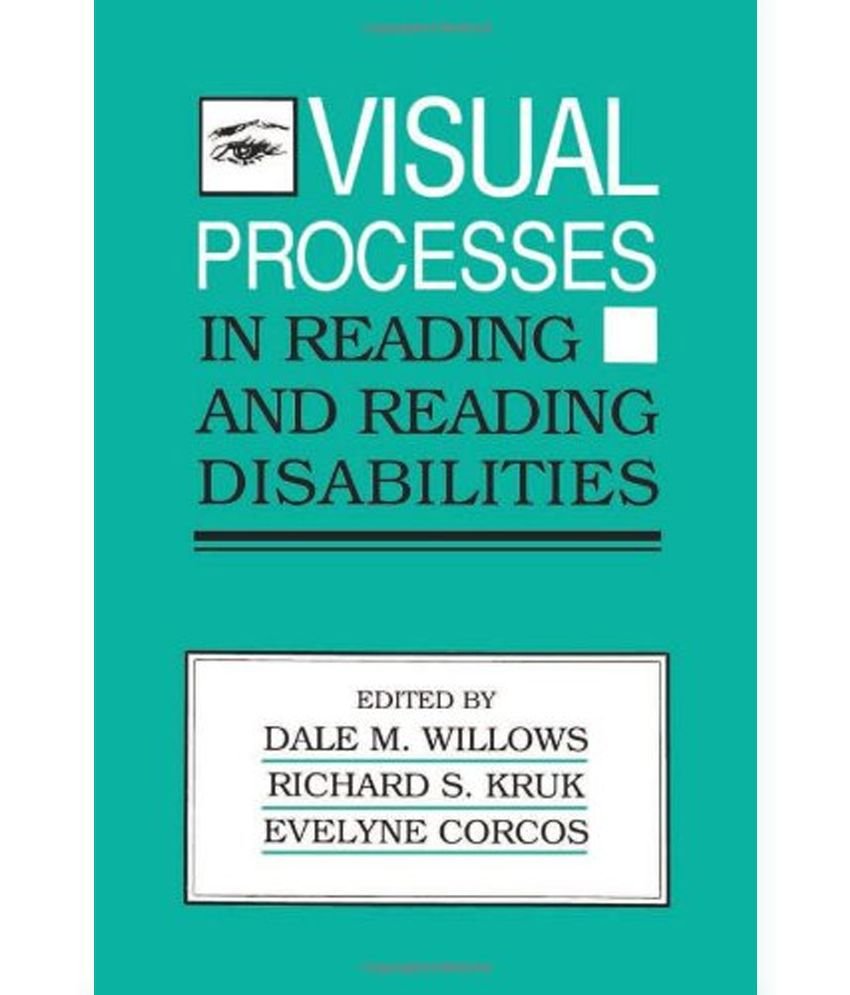 VISUAL
PROCESSES
IN READING
AND READING
DISABILITIES
EDITED BY
DALE M. WILLOWS
RICHARD S. KRUK
EVELYNE CORCOS